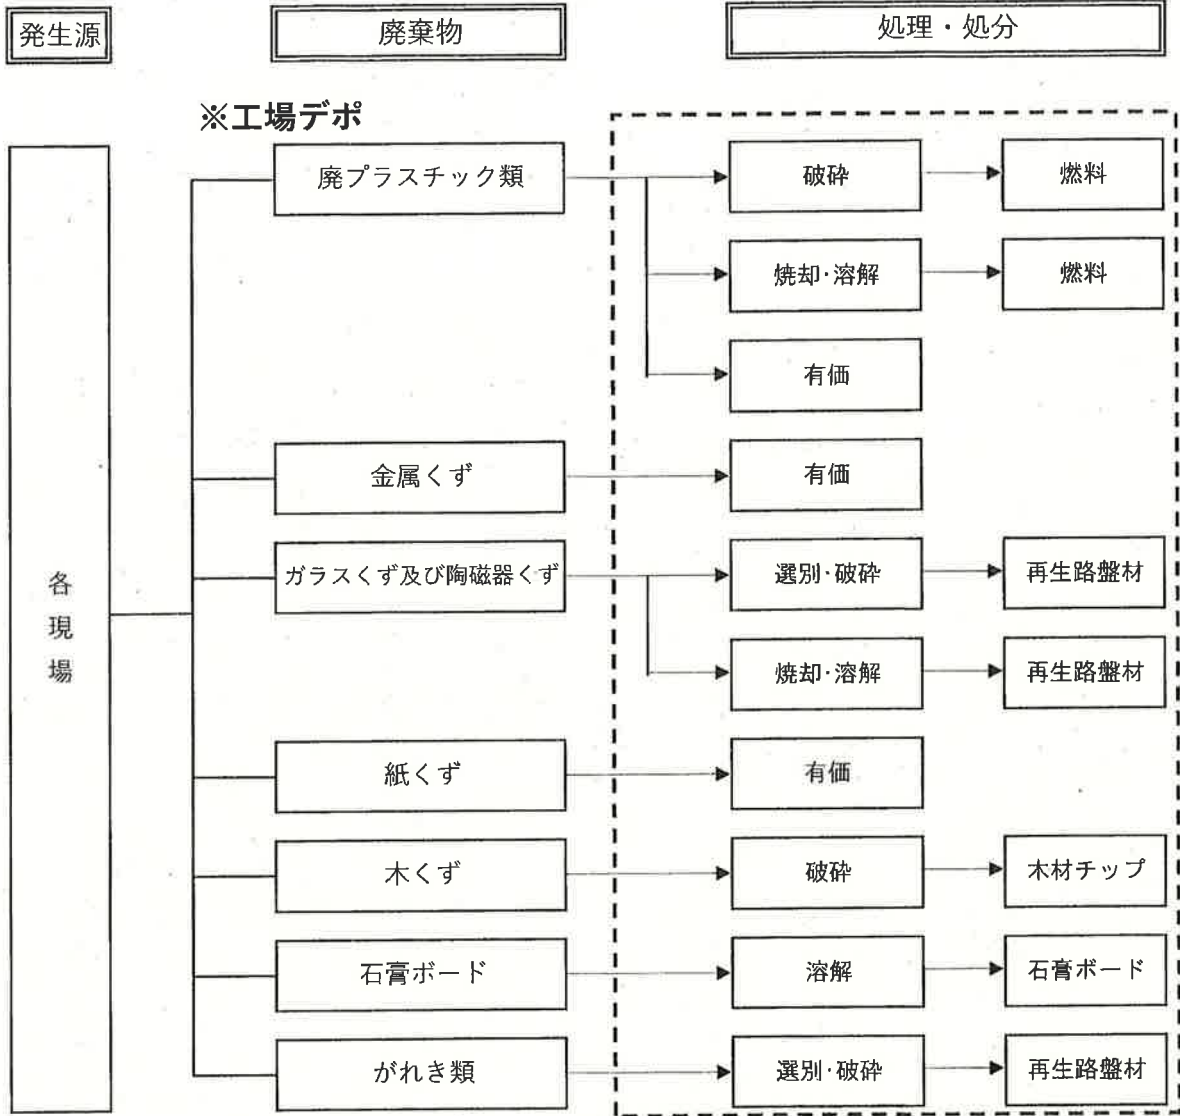 発生源
廃棄物
処理・処分
※工場デポ
各現場
廃プラスチック類
破砕
燃料
焼却・溶解
燃料
有価
金属くず
有価
ガラスくず及び陶磁器くず
選別・破砕
再生路盤材
焼却・溶解
再生路盤材
紙くず
有価
木くず
破砕
木材チップ
石膏ボード
溶解
石膏ボード
がれき類
選別・破砕
再生路盤材